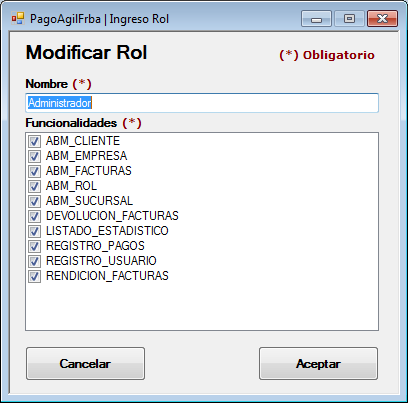 PagoAgilFrba | Ingreso Rol
Modificar Rol
(*) Obligatorio
Nombre (*)
Administrador
Funcionalidades (*)
ABM_CLIENTE
ABM_EMPRESA
ABM_FACTURAS
ABM_ROL
ABM_SUCURSAL
DEVOLUCION_FACTURAS
LISTADO_ESTADISTICO
REGISTRO_PAGOS
REGISTRO_USUARIO
RENDICION_FACTURAS
Cancelar
Aceptar